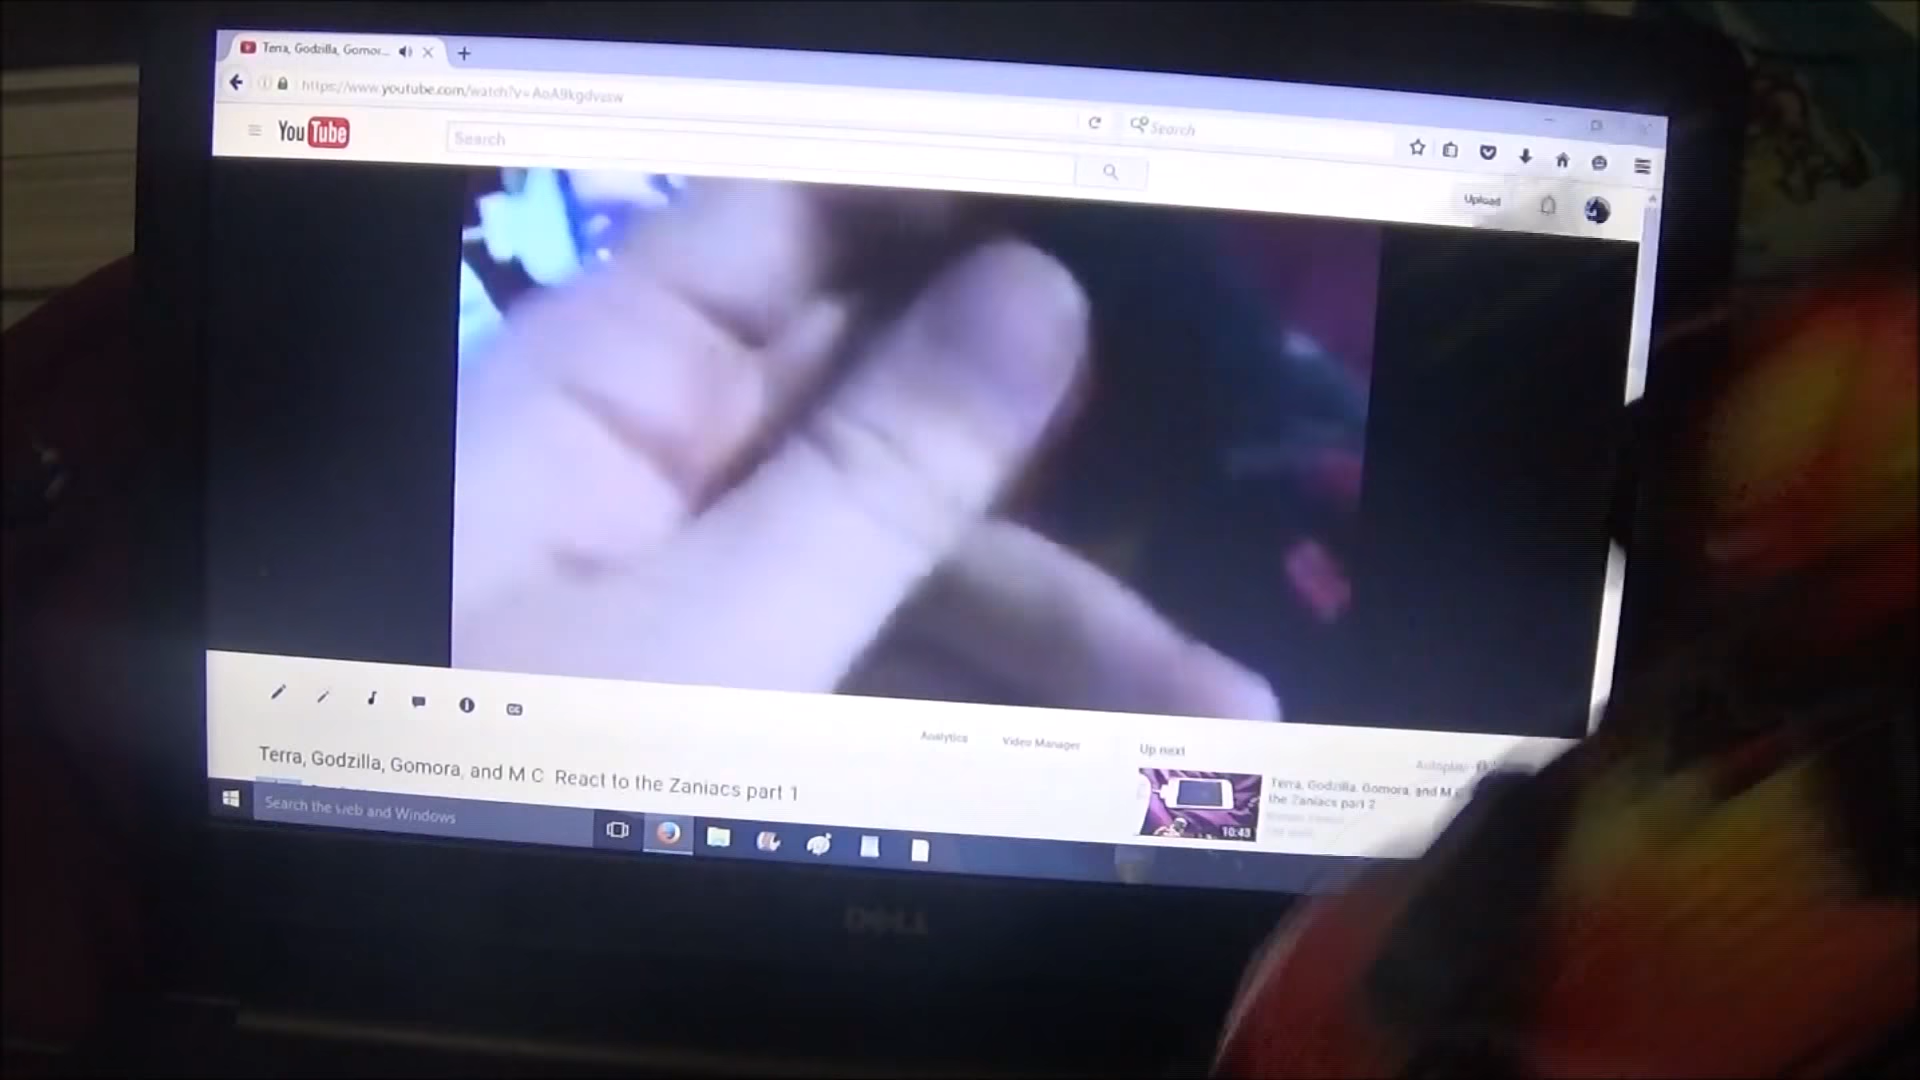 Terra, Godzilla, Gomor...
https://www.youtube.com/watch?v=AoA9kgdvzsw
Search
YouTube
Search
Upload
Analytics
Video Manager
Up next
Autoplay
Terra, Godzilla, Gomora, and M C React to the Zaniacs part 1
Terra, Godzilla, Gomora, and M C
the Zaniacs part 2
10:43
Search the web and Windows
DELL